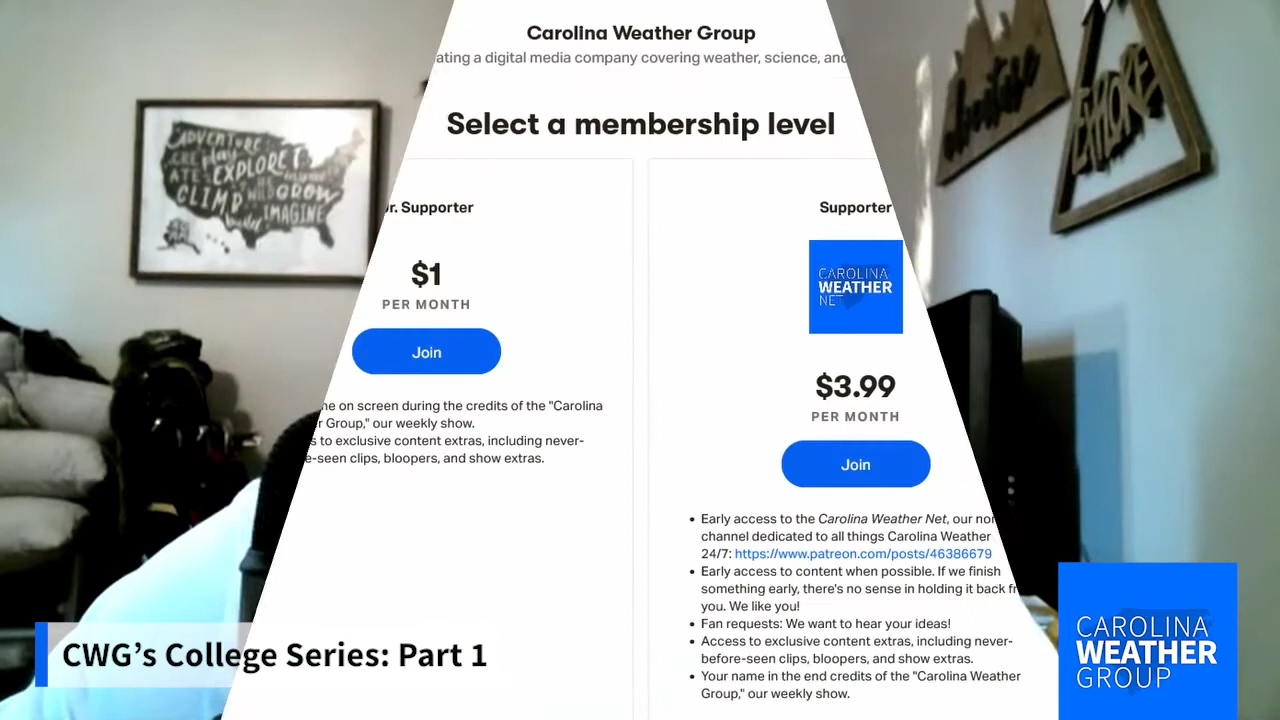 Carolina Weather Group
ating a digital media company covering weather, science, and
Select a membership level
ADVENTURE
EXPLORE
CLIMB
GROW
IMAGINE
adventure
EXPLORE
r. Supporter
$1
PER MONTH
Join
me on screen during the credits of the "Carolina
r Group," our weekly show.
s to exclusive content extras, including never-
e-seen clips, bloopers, and show extras.
Supporter
CAROLINA
WEATHER
NET
$3.99
PER MONTH
Join
• Early access to the Carolina Weather Net, our non
channel dedicated to all things Carolina Weather
24/7: https://www.patreon.com/posts/46386679
• Early access to content when possible. If we finish
something early, there's no sense in holding it back fr
you. We like you!
• Fan requests: We want to hear your ideas!
• Access to exclusive content extras, including never-
before-seen clips, bloopers, and show extras.
• Your name in the end credits of the "Carolina Weather
Group," our weekly show.
CWG's College Series: Part 1
CAROLINA
WEATHER
GROUP